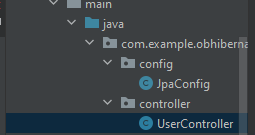 main
java
com.example.obhiberna
config
JpaConfig
controller
UserController